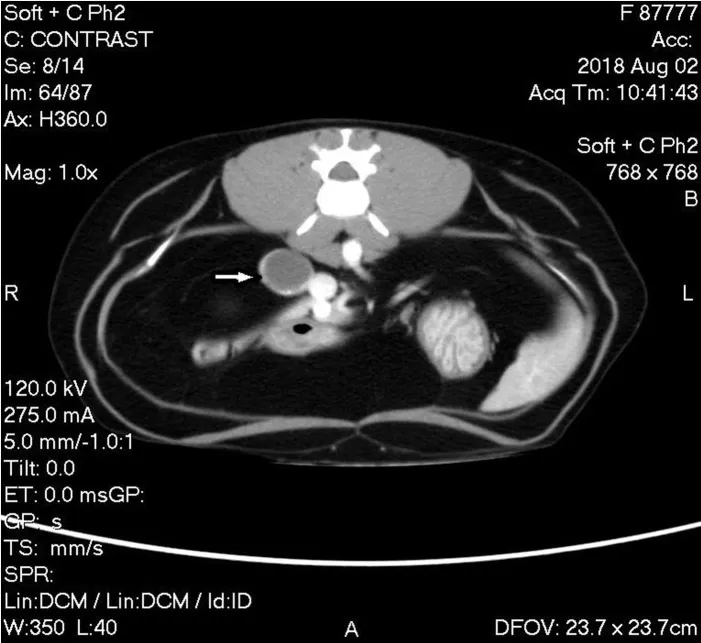 Soft + C Ph2
C: CONTRAST
Se: 8/14
Im: 64/87
Ax: H360.0
Mag: 1.0x
F 87777
Acc:
2018 Aug 02
Acq Tm: 10:41:43
Soft + C Ph2
768 x 768
B
R
L
120.0 kV
275.0 mA
5.0 mm/-1.0:1
Tilt: 0.0
ET: 0.0 msGP:
GP: s
TS: mm/s
SPR:
Lin:DCM / Lin:DCM / Id:ID
W:350 L:40
A
DFOV: 23.7 x 23.7cm